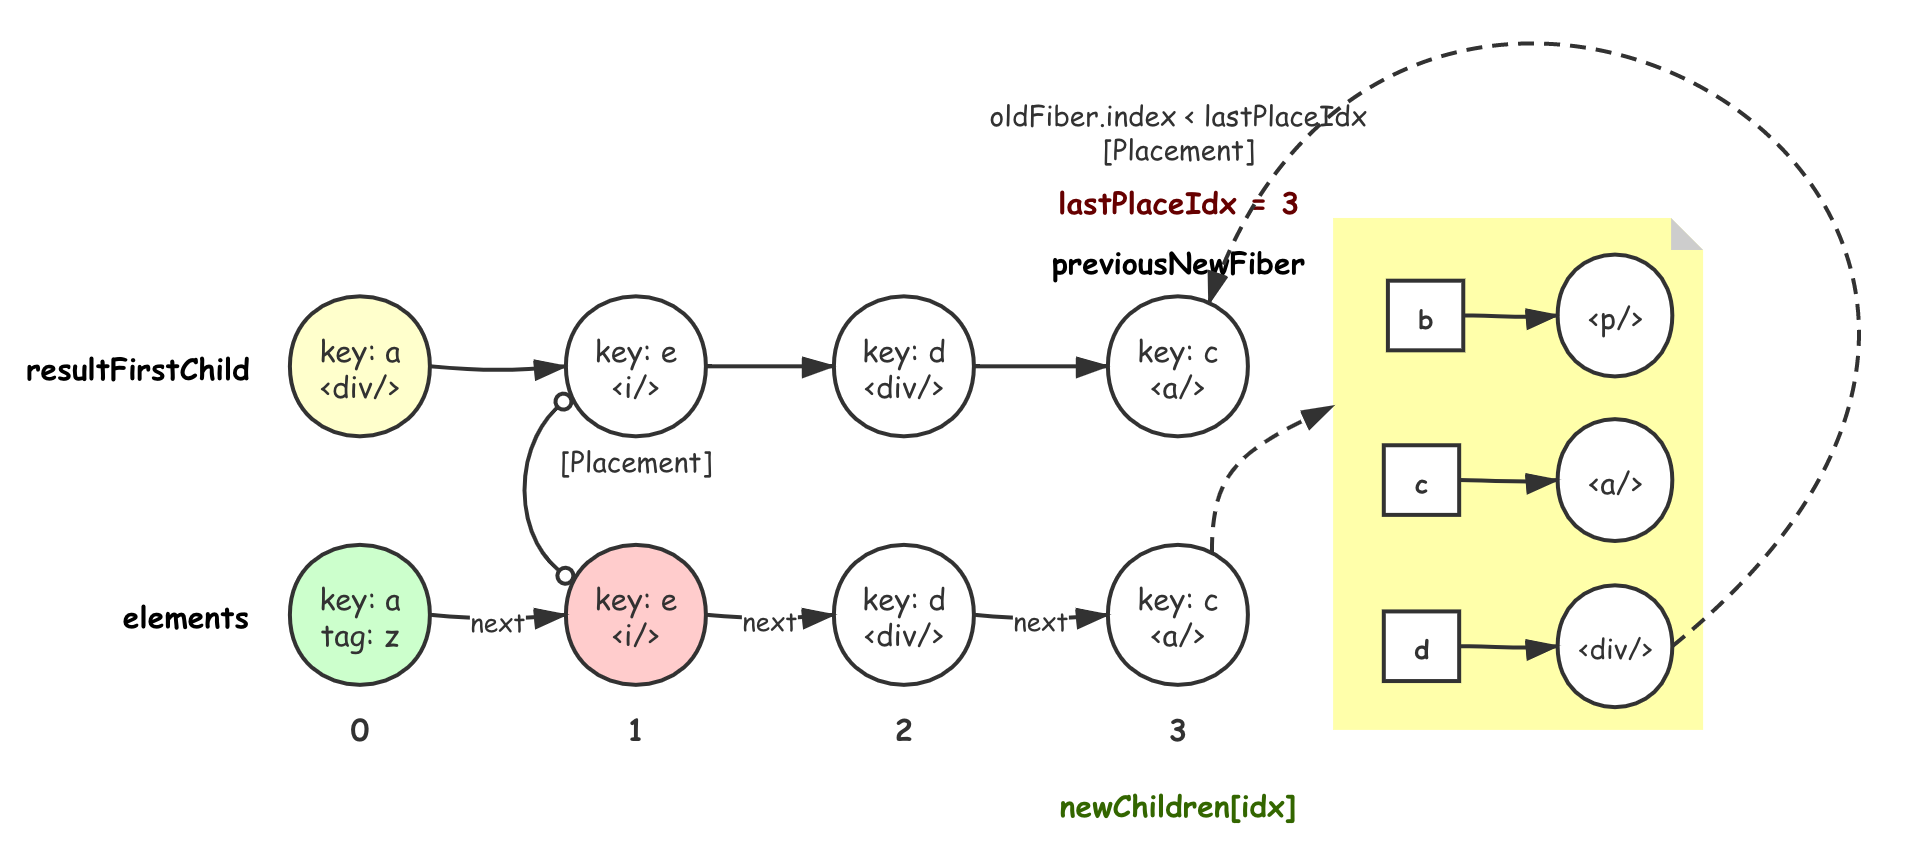 oldFiber.index < lastPlaceIdx
[Placement]
lastPlaceIdx = 3
previousNewFiber
resultFirstChild
key: a
<div/>
key: e
<i/>
key: d
<div/>
key: c
<a/>
[Placement]
b
<p/>
c
<a/>
d
<div/>
elements
key: a
tag: z
next
key: e
<i/>
next
key: d
<div/>
next
key: c
<a/>
0
1
2
3
newChildren[idx]